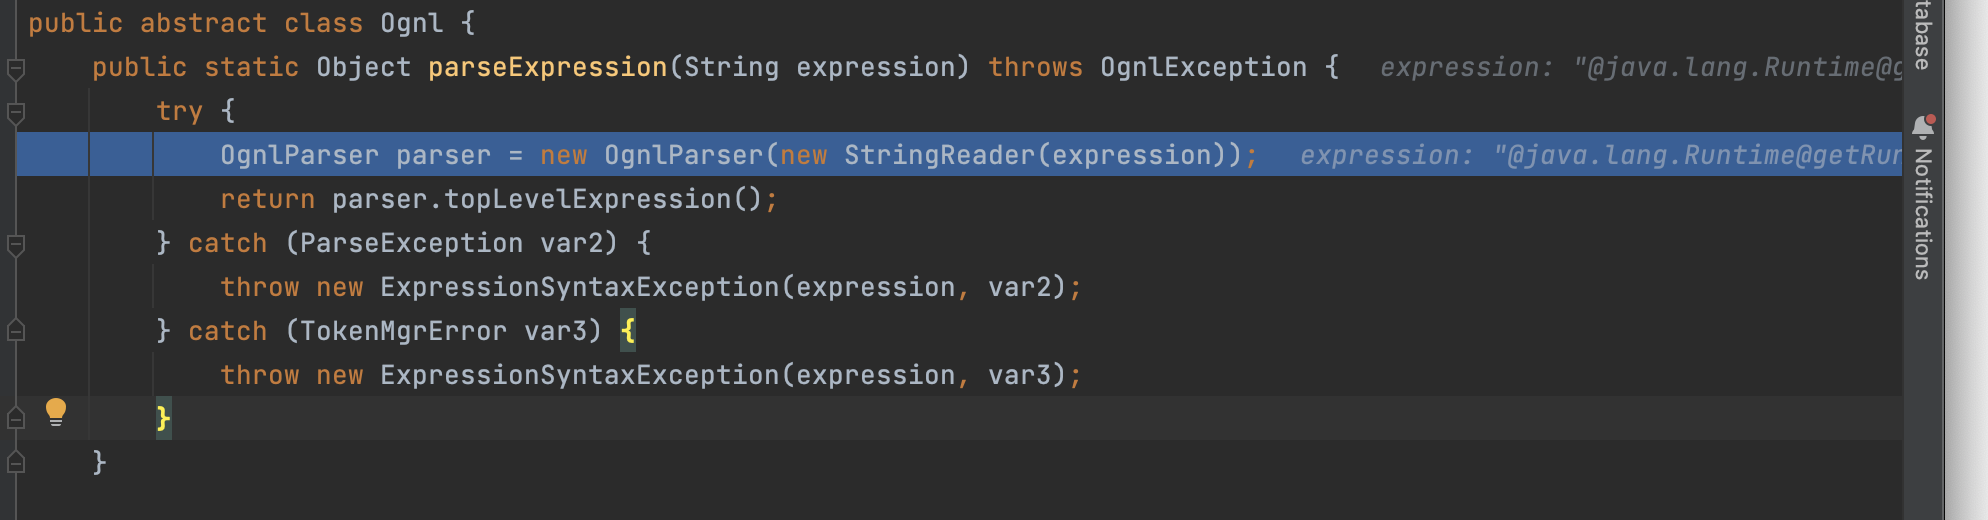 public abstract class Ognl {
public static Object parseExpression(String expression) throws OgnlException {   expression: "@java.lang.Runtime@g
try {
OgnlParser parser = new OgnlParser(new StringReader(expression));   expression: "@java.lang.Runtime@getRun
return parser.topLevelExpression();
} catch (ParseException var2) {
throw new ExpressionSyntaxException(expression, var2);
} catch (TokenMgrError var3) {
throw new ExpressionSyntaxException(expression, var3);
}
}
tabase
Notifications